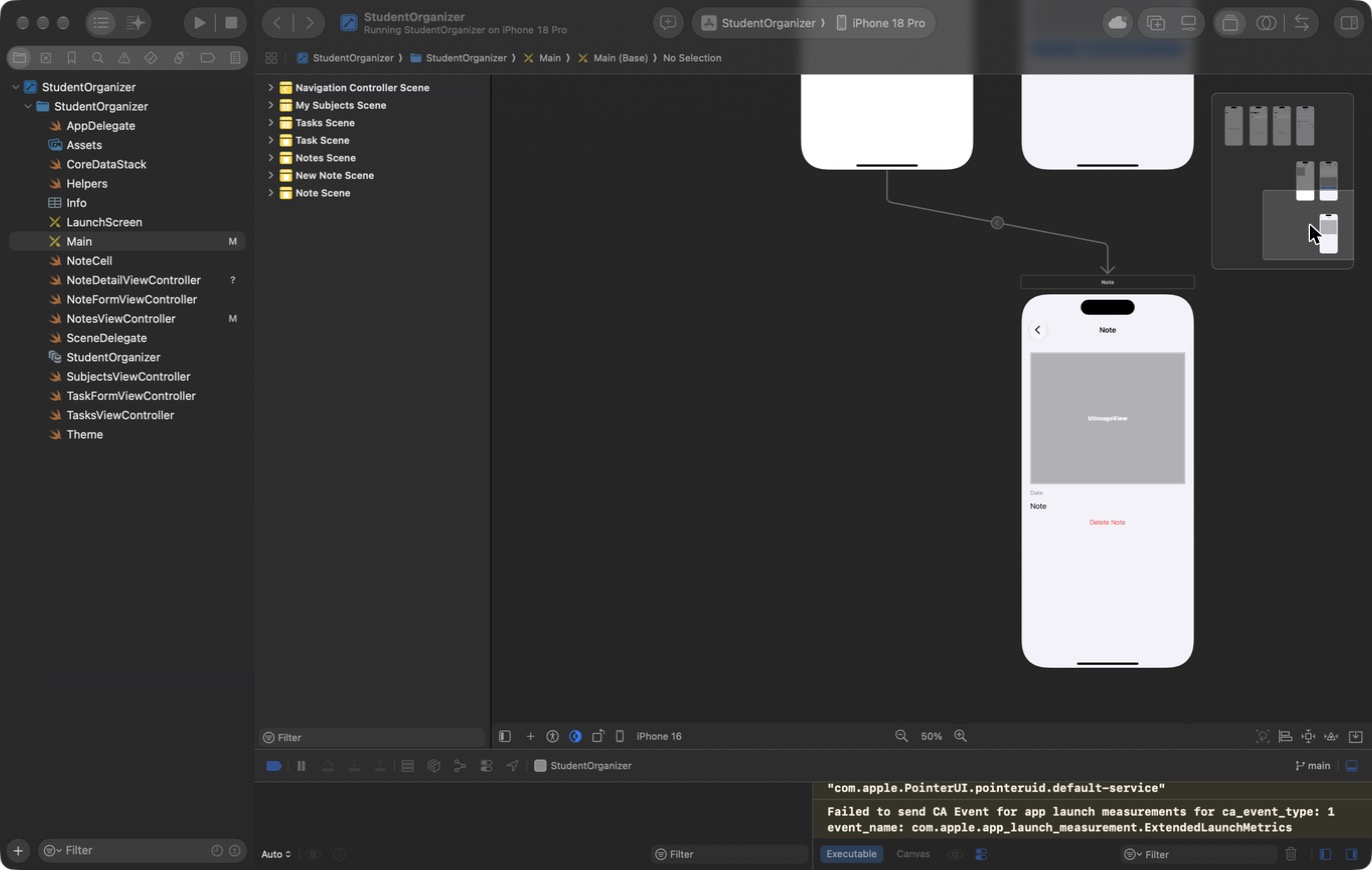 StudentOrganizer
Running StudentOrganizer on iPhone 18 Pro
StudentOrganizer
iPhone 18 Pro
StudentOrganizer
StudentOrganizer
Main
Main (Base)
No Selection
StudentOrganizer
StudentOrganizer
AppDelegate
Assets
CoreDataStack
Helpers
Info
LaunchScreen
Main M
NoteCell
NoteDetailViewController ?
NoteFormViewController
NotesViewController M
SceneDelegate
StudentOrganizer
SubjectsViewController
TaskFormViewController
TasksViewController
Theme
Filter
Navigation Controller Scene
My Subjects Scene
Tasks Scene
Task Scene
Notes Scene
New Note Scene
Note Scene
Filter
Note
Note
UIImageView
Date
Note
Delete Note
iPhone 16
50%
StudentOrganizer
main
"com.apple.PointerUI.pointeruid.default-service"
Failed to send CA Event for app launch measurements for ca_event_type: 1
event_name: com.apple.app_launch_measurement.ExtendedLaunchMetrics
Auto
Filter
Executable
Canvas
Filter